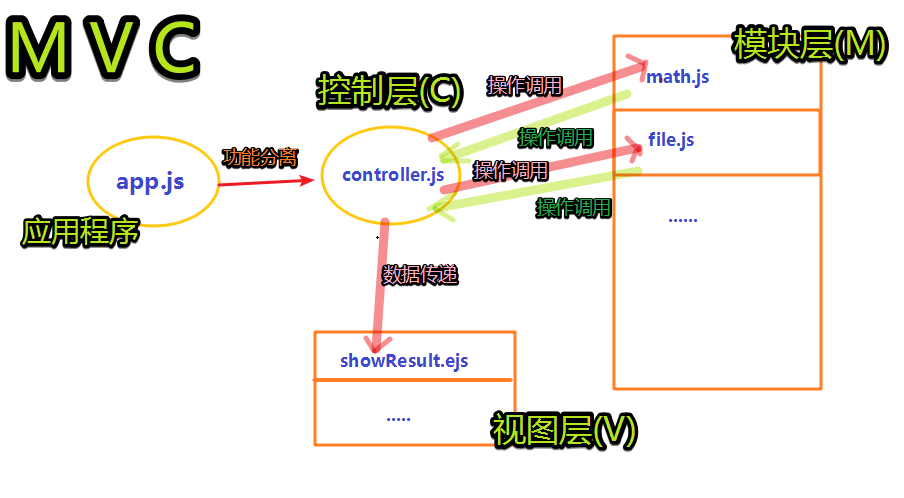 MVC
模块层(M)
控制层(C)
操作调用
math.js
操作调用
file.js
功能分离
操作调用
app.js
controller.js
操作调用
......
应用程序
数据传递
showResult.ejs
.....
视图层(V)